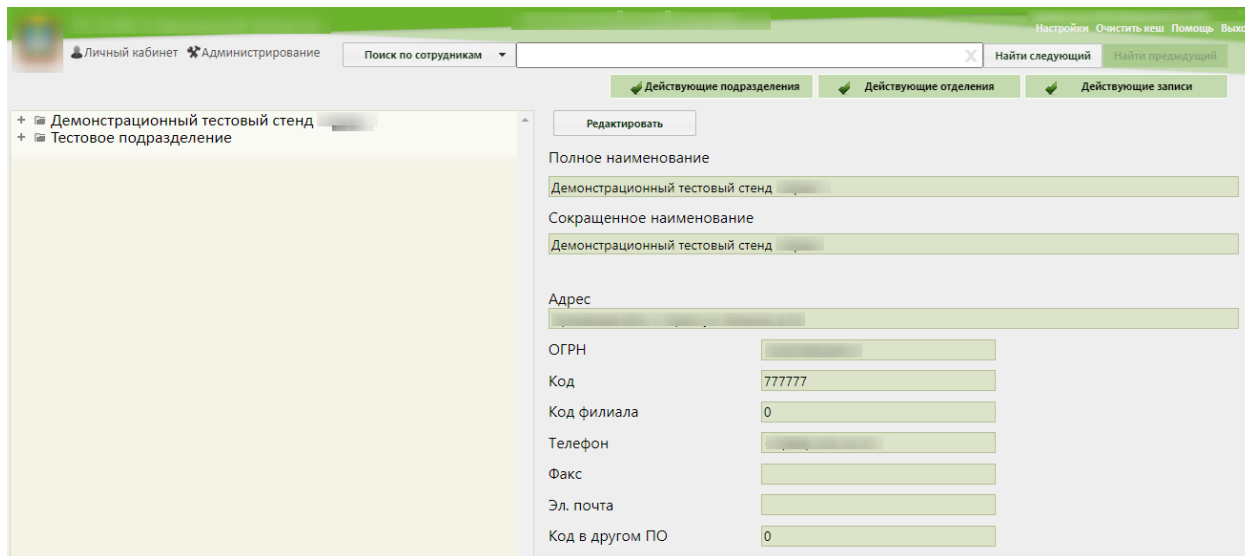 Настройки Очистить кеш Помощь Выхо
Личный кабинет Администрирование Поиск по сотрудникам X Найти следующий Найти предыдущий
Действующие подразделения Действующие отделения Действующие записи
+ Демонстрационный тестовый стенд
+ Тестовое подразделение
Редактировать
Полное наименование
Демонстрационный тестовый стенд
Сокращенное наименование
Демонстрационный тестовый стенд
Адрес
ОГРН
Код 777777
Код филиала 0
Телефон
Факс
Эл. почта
Код в другом ПО 0